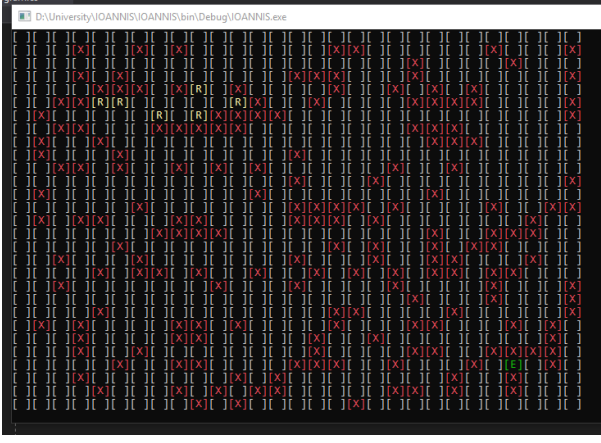 D:\University\IOANNIS\IOANNIS\bin\Debug\IOANNIS.exe
[ ][ ][ ][ ][ ][ ][ ][ ][ ][ ][ ][ ][ ][ ][ ][ ][ ][ ][ ][ ][ ][ ][ ][ ][ ][ ][ ][ ][ ]
[ ][ ][ ][X][ ][ ][X][ ][X][ ][ ][ ][ ][ ][ ][ ][X][X][ ][ ][ ][ ][ ][ ][X][ ][ ][ ][X]
[ ][ ][ ][ ][ ][ ][ ][ ][ ][ ][ ][ ][ ][ ][ ][ ][ ][ ][ ][ ][X][ ][ ][ ][ ][X][ ][ ][ ]
[ ][ ][ ][X][ ][X][ ][ ][ ][ ][ ][ ][ ][ ][X][X][X][ ][ ][ ][ ][X][ ][ ][ ][ ][ ][ ][ ]
[ ][ ][ ][ ][X][X][X][ ][X][R][ ][X][ ][ ][ ][ ][X][ ][ ][X][ ][X][X][ ][X][ ][ ][ ][X]
[ ][ ][X][X][R][R][ ][ ][ ][ ][ ][R][X][ ][ ][X][ ][ ][ ][ ][X][X][X][X][ ][ ][ ][ ][ ]
[ ][X][ ][ ][ ][ ][ ][R][ ][R][X][X][X][X][ ][ ][ ][ ][ ][ ][ ][ ][ ][ ][ ][ ][ ][ ][X]
[ ][ ][X][X][ ][ ][ ][X][X][X][X][X][ ][ ][ ][ ][ ][ ][ ][ ][X][X][X][ ][ ][ ][ ][ ][ ]
[ ][X][ ][ ][X][ ][ ][ ][ ][ ][ ][ ][ ][ ][ ][ ][ ][ ][ ][ ][ ][X][X][X][ ][ ][ ][ ][ ]
[ ][X][ ][ ][ ][X][ ][ ][ ][ ][ ][ ][ ][ ][X][ ][ ][ ][ ][ ][ ][ ][ ][ ][ ][ ][ ][ ][ ]
[ ][ ][X][X][ ][X][ ][ ][X][ ][X][ ][X][ ][ ][ ][ ][ ][ ][X][ ][ ][X][ ][X][ ][ ][ ][ ]
[ ][ ][ ][ ][ ][ ][ ][ ][ ][ ][ ][ ][ ][ ][X][ ][ ][ ][X][ ][ ][ ][ ][ ][ ][ ][ ][ ][X]
[ ][X][ ][ ][ ][ ][ ][ ][ ][ ][ ][ ][ ][ ][X][ ][ ][ ][ ][ ][ ][X][ ][ ][ ][ ][ ][ ][ ]
[ ][ ][ ][ ][ ][ ][X][ ][ ][ ][ ][ ][ ][ ][X][X][X][X][ ][X][ ][ ][ ][ ][X][ ][ ][X][X]
[ ][X][ ][X][X][ ][ ][ ][X][X][ ][ ][ ][ ][X][X][X][ ][X][ ][ ][ ][ ][ ][ ][ ][X][ ][ ]
[ ][ ][ ][ ][ ][ ][ ][X][X][X][X][ ][ ][ ][ ][ ][ ][X][ ][ ][ ][X][ ][ ][X][X][X][ ][ ]
[ ][ ][ ][ ][ ][X][ ][ ][ ][ ][ ][ ][ ][ ][ ][ ][X][ ][X][ ][ ][X][ ][X][X][ ][ ][ ][ ]
[ ][ ][X][ ][ ][ ][X][ ][ ][ ][ ][ ][ ][ ][ ][ ][ ][ ][X][ ][ ][X][X][ ][ ][ ][X][ ][ ]
[ ][ ][ ][ ][X][ ][X][X][ ][ ][ ][X][ ][X][ ][ ][ ][ ][ ][X][ ][X][X][ ][X][X][ ][ ][ ]
[ ][ ][X][ ][ ][ ][ ][ ][ ][ ][X][ ][ ][ ][ ][ ][ ][ ][ ][X][ ][ ][ ][ ][X][ ][ ][ ][X]
[ ][ ][ ][ ][ ][ ][ ][ ][ ][ ][ ][ ][ ][ ][ ][ ][ ][ ][ ][ ][X][ ][X][ ][X][ ][ ][ ][X]
[ ][ ][ ][ ][X][ ][ ][ ][ ][ ][ ][ ][ ][ ][ ][ ][X][X][ ][ ][ ][ ][ ][ ][ ][ ][ ][ ][X]
[ ][X][ ][X][ ][ ][ ][ ][X][X][ ][X][ ][ ][ ][X][ ][ ][ ][ ][X][X][ ][ ][ ][X][ ][X][ ]
[ ][ ][ ][X][ ][ ][ ][ ][X][X][ ][ ][ ][ ][ ][X][ ][ ][X][ ][ ][ ][ ][ ][ ][X][ ][ ][ ]
[ ][ ][ ][X][ ][ ][X][ ][ ][ ][ ][ ][ ][ ][ ][X][ ][ ][ ][ ][X][X][X][ ][X][X][X][X][ ]
[ ][ ][ ][ ][ ][X][ ][ ][X][X][ ][ ][ ][ ][X][X][X][ ][ ][X][ ][ ][ ][X][ ][E][ ][ ][ ]
[ ][ ][ ][X][ ][ ][ ][ ][ ][ ][ ][X][ ][X][ ][ ][ ][ ][ ][ ][ ][ ][X][ ][ ][X][ ][ ][ ]
[ ][ ][ ][ ][X][ ][ ][ ][X][X][ ][ ][X][X][ ][ ][ ][ ][ ][X][ ][ ][X][X][ ][X][ ][ ][ ]
[ ][ ][ ][ ][ ][ ][ ][ ][ ][X][ ][X][ ][ ][ ][ ][ ][X][ ][ ][ ][ ][ ][ ][ ][ ][ ][ ][ ]